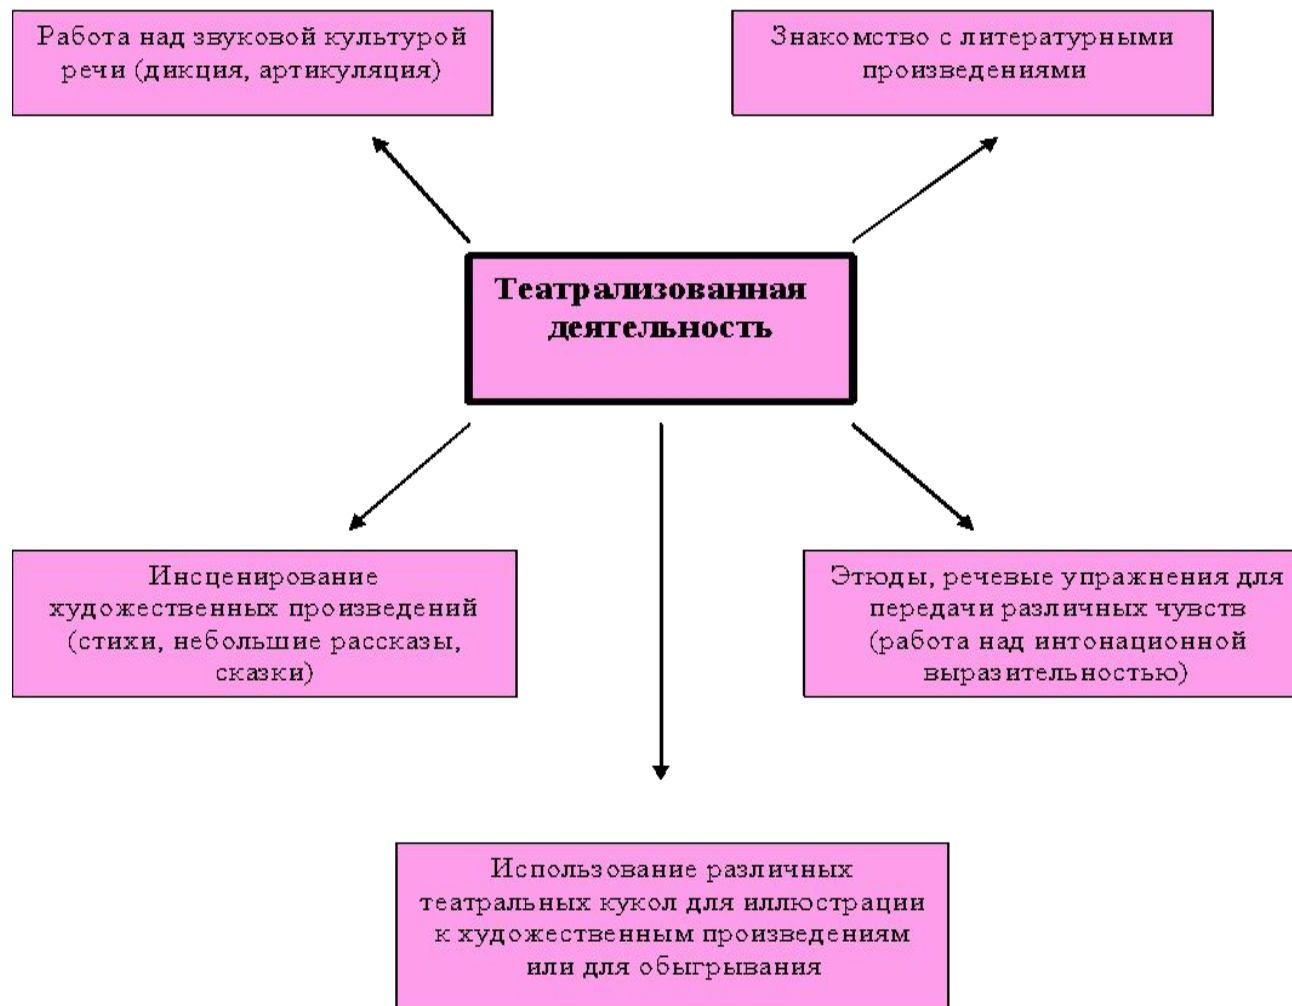 Работа над звуковой культурой
речи (дикция, артикуляция)
Знакомство с литературными
произведениями
Театрализованная
деятельность
Инсценирование
художественных произведений
(стихи, небольшие рассказы,
сказки)
Этюды, речевые упражнения для
передачи различных чувств
(работа над интонационной
выразительностью)
Использование различных
театральных кукол для иллюстрации
к художественным произведениям
или для обыгрывания